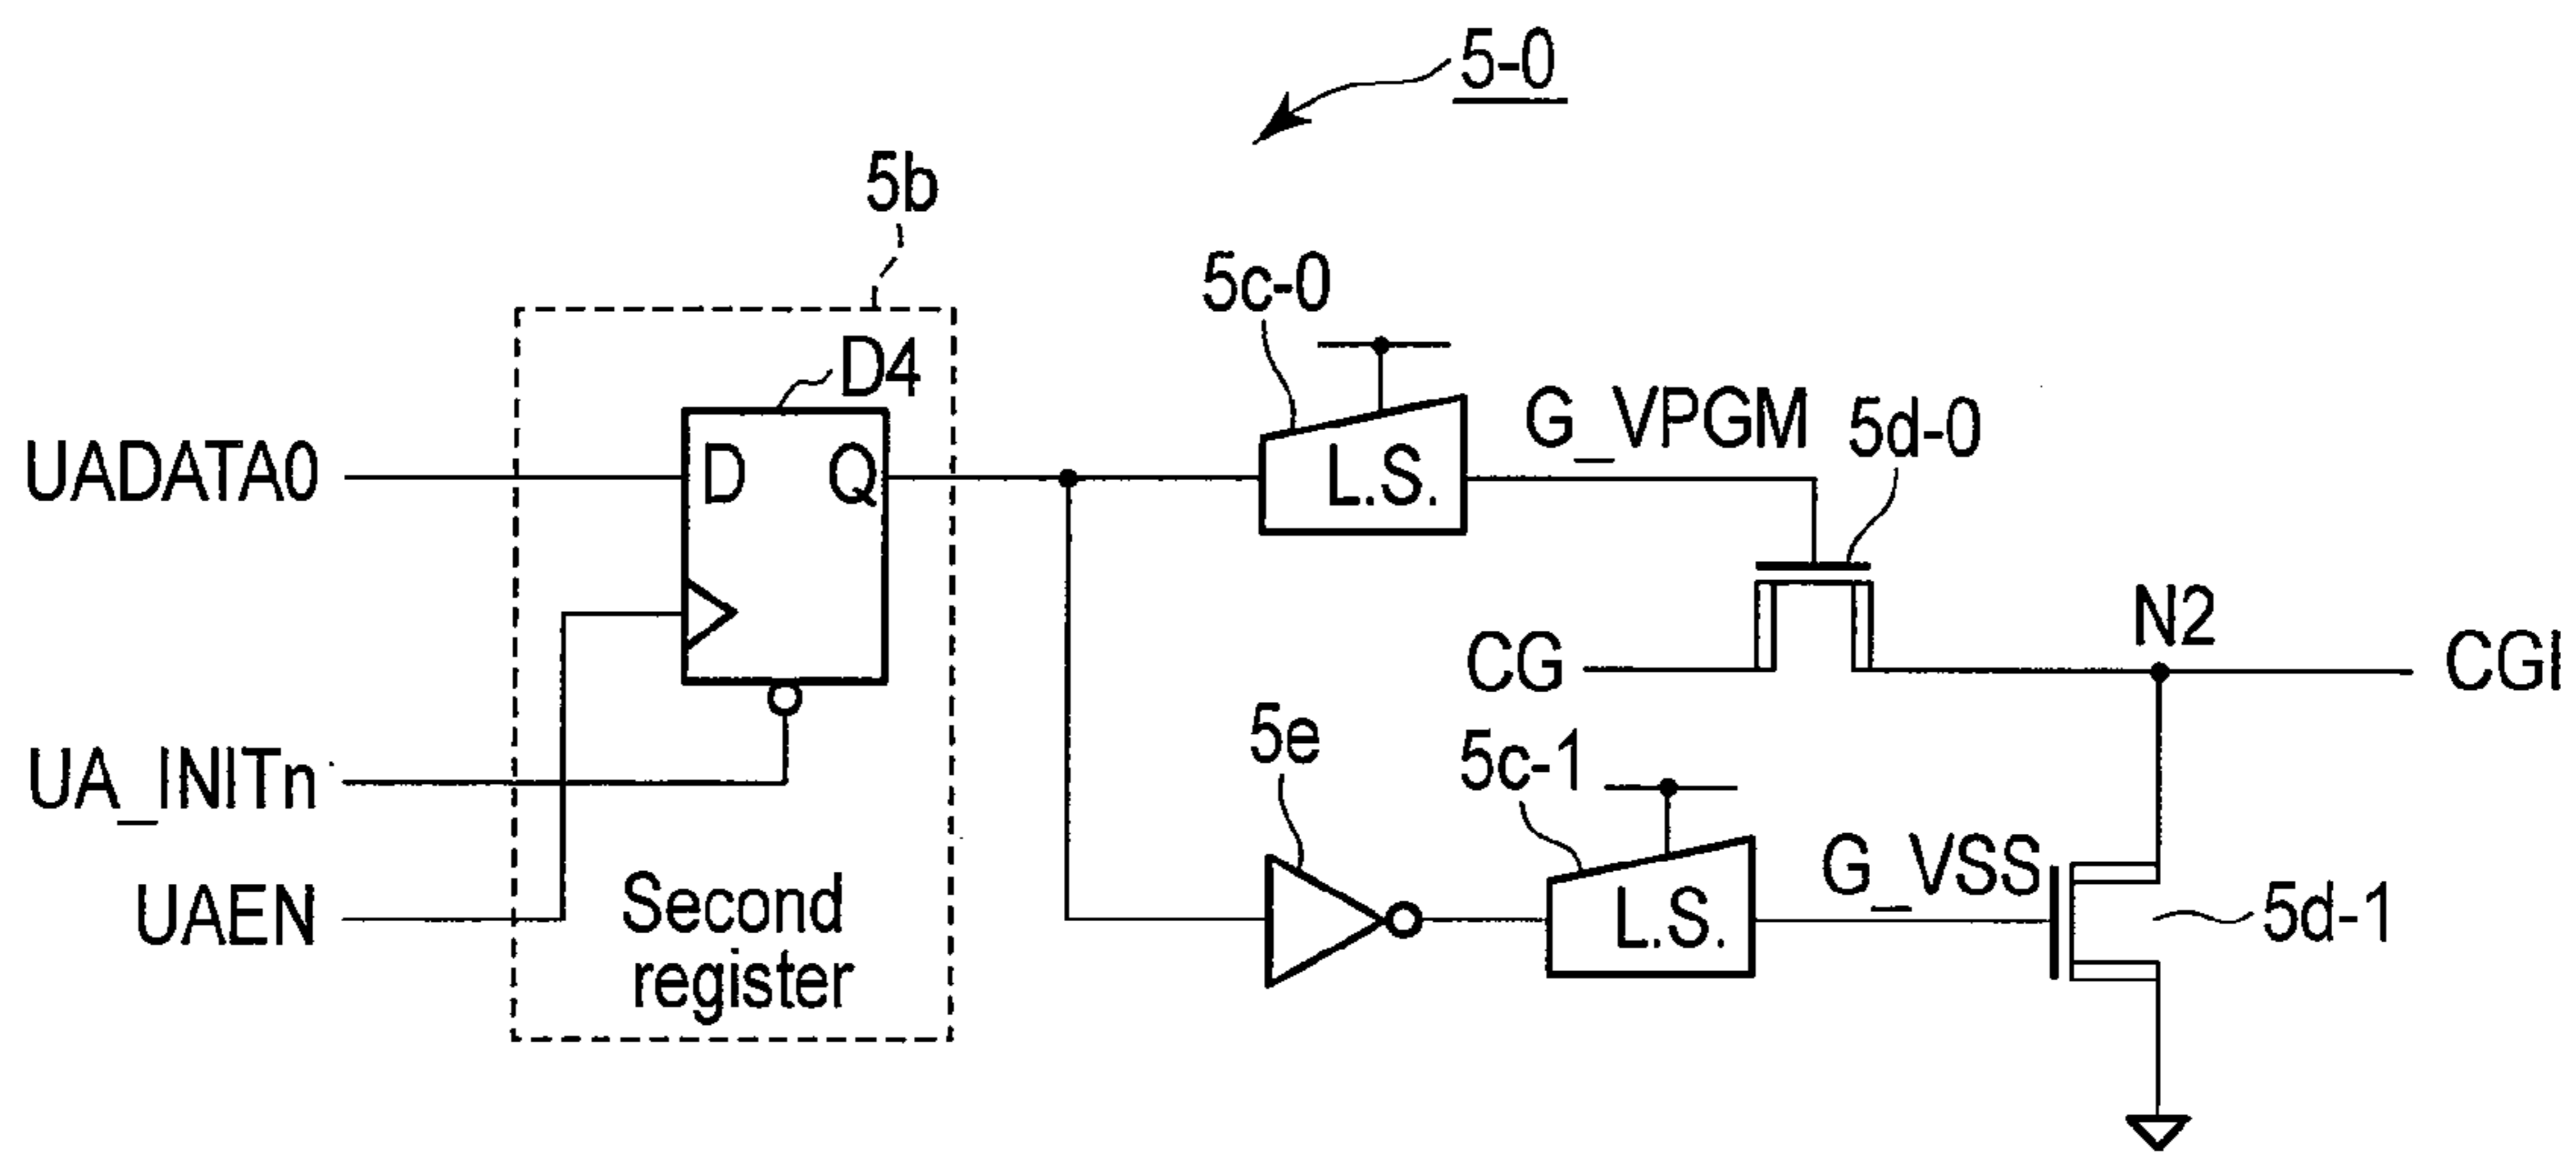 5-0
5b
5c-0
D4
G_VPGM
5d-0
UADATA0
D Q
L.S.
N2
CG
CGI
5e
5c-1
UA_INITn
G_VSS
UAEN
Second
register
L.S.
5d-1